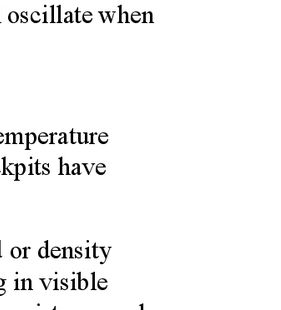 oscillate when
emperature
kpits have
or density
in visible